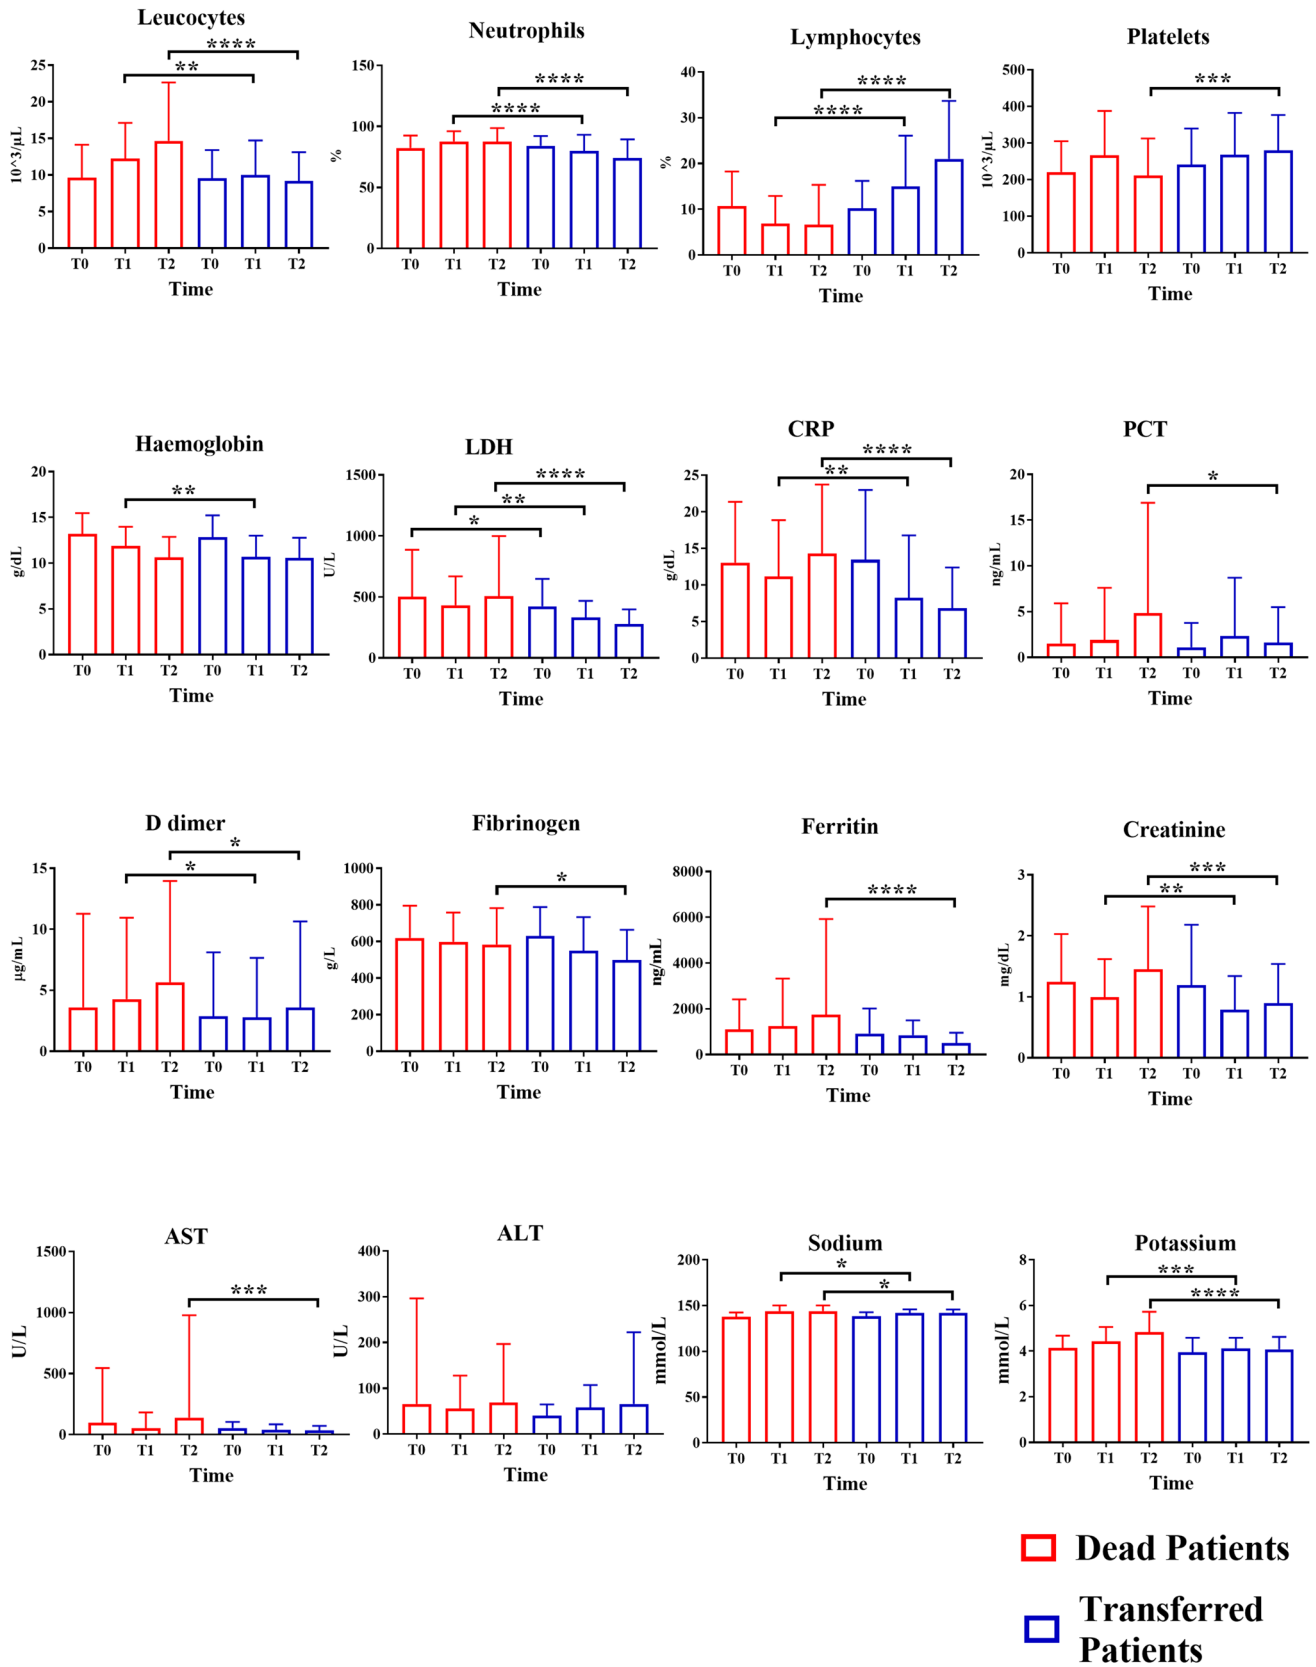 Leucocytes
****
**
25
20
15
10
5
0
10^3/µL
T0 T1 T2 T0 T1 T2
Time
Neutrophils
****
****
150
100
50
0
%
T0 T1 T2 T0 T1 T2
Time
Lymphocytes
****
****
40
30
20
10
0
%
T0 T1 T2 T0 T1 T2
Time
Platelets
***
500
400
300
200
100
0
10^3/µL
T0 T1 T2 T0 T1 T2
Time
Haemoglobin
**
20
15
10
5
0
g/dL
T0 T1 T2 T0 T1 T2
Time
LDH
****
**
*
1500
1000
500
0
U/L
T0 T1 T2 T0 T1 T2
Time
CRP
****
**
25
20
15
10
5
0
g/dL
T0 T1 T2 T0 T1 T2
Time
PCT
*
20
15
10
5
0
ng/mL
T0 T1 T2 T0 T1 T2
Time
D dimer
*
*
15
10
5
0
µg/mL
T0 T1 T2 T0 T1 T2
Time
Fibrinogen
*
1000
800
600
400
200
0
g/L
T0 T1 T2 T0 T1 T2
Time
Ferritin
****
8000
6000
4000
2000
0
ng/mL
T0 T1 T2 T0 T1 T2
Time
Creatinine
***
**
3
2
1
0
mg/dL
T0 T1 T2 T0 T1 T2
Time
AST
***
1500
1000
500
0
U/L
T0 T1 T2 T0 T1 T2
Time
ALT
400
300
200
100
0
U/L
T0 T1 T2 T0 T1 T2
Time
Sodium
*
*
200
150
100
50
0
mmol/L
T0 T1 T2 T0 T1 T2
Time
Potassium
***
****
8
6
4
2
0
mmol/L
T0 T1 T2 T0 T1 T2
Time
Dead Patients
Transferred
Patients